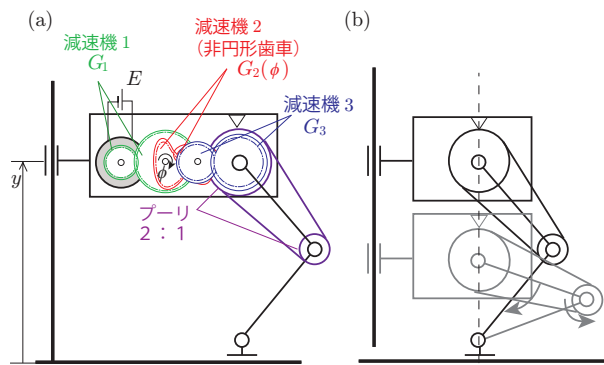 (a)
減速機 1
G₁
減速機 2
（非円形歯車）
G₂(ϕ)
E
減速機 3
G₃
ϕ
y
プーリ
２：１
(b)